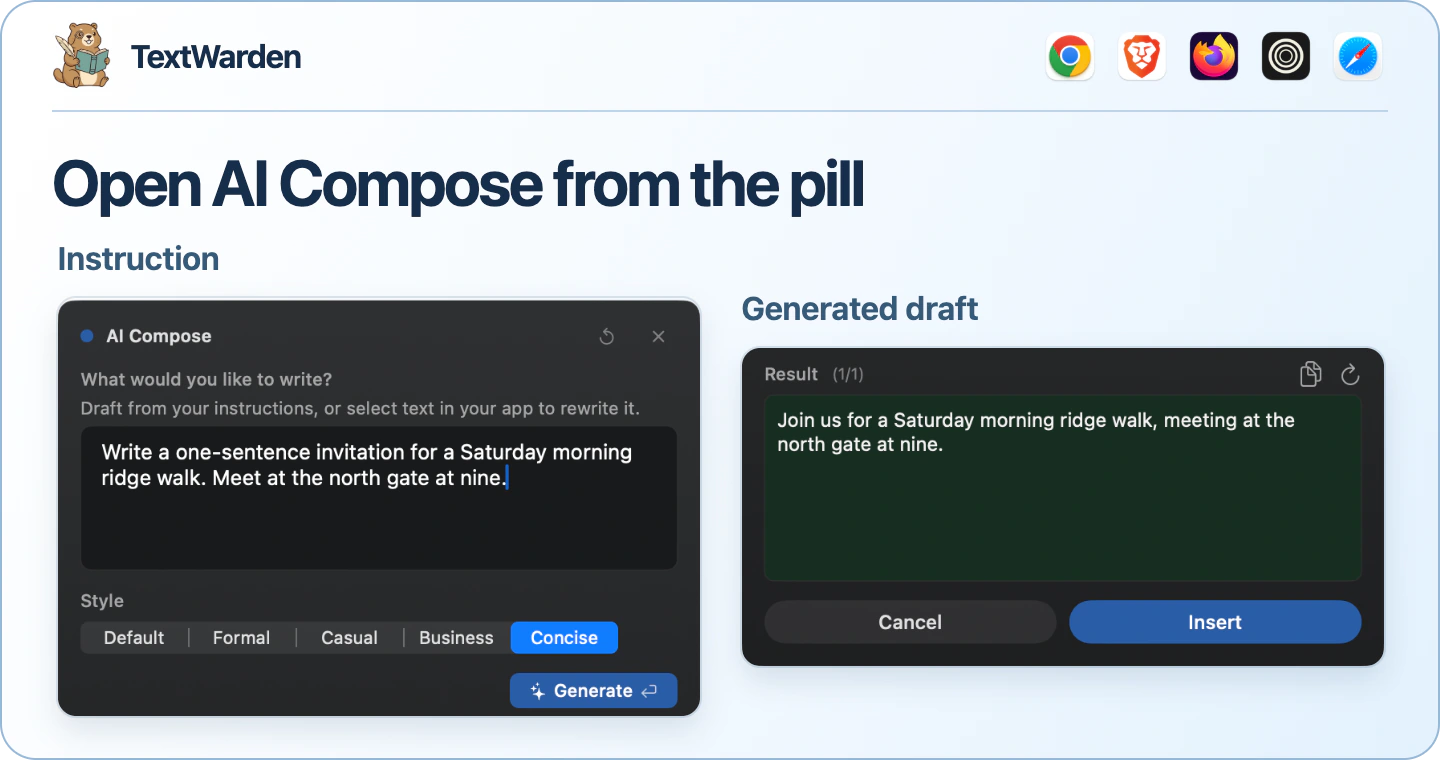 TextWarden
Open AI Compose from the pill
Instruction
AI Compose
What would you like to write?
Draft from your instructions, or select text in your app to rewrite it.
Write a one-sentence invitation for a Saturday morning
ridge walk. Meet at the north gate at nine.
Style
Default
Formal
Casual
Business
Concise
Generate
Generated draft
Result (1/1)
Join us for a Saturday morning ridge walk, meeting at the
north gate at nine.
Cancel
Insert